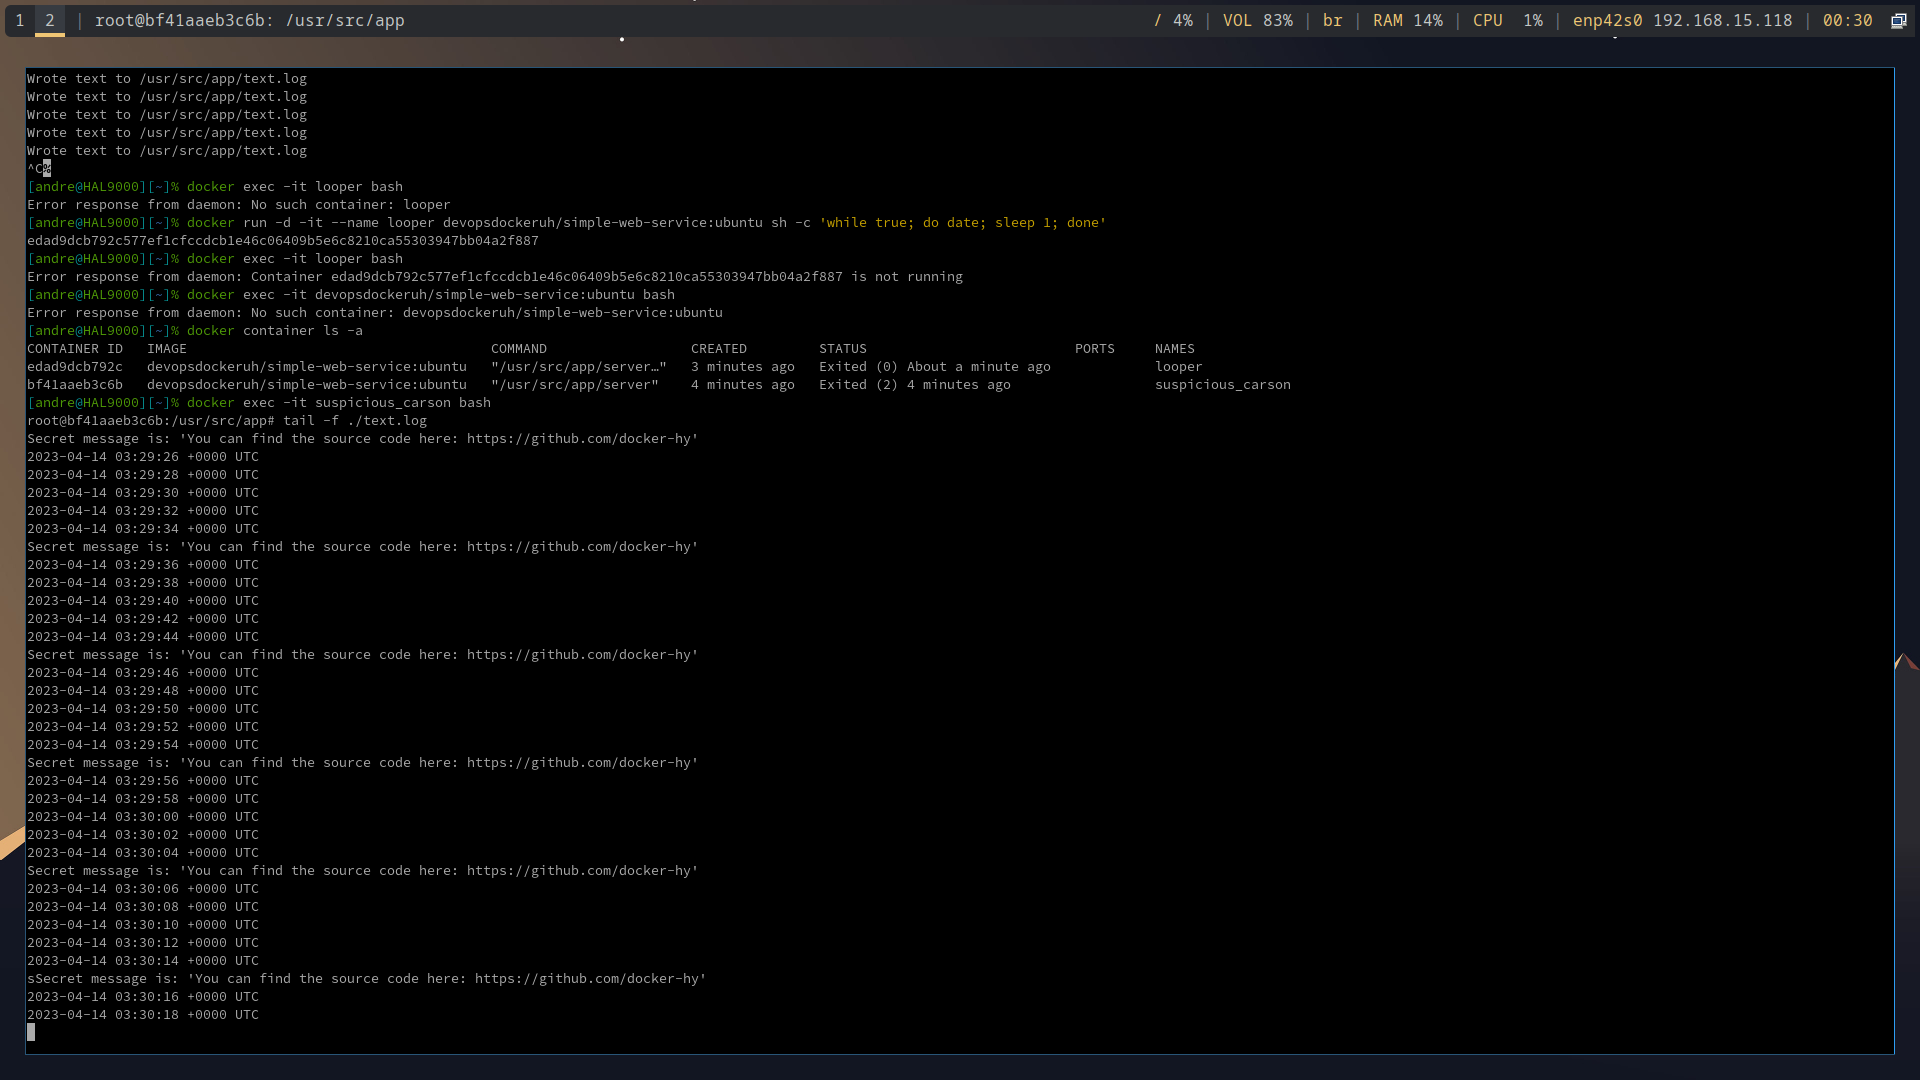 1 2 | root@bf41aaeb3c6b: /usr/src/app / 4% | VOL 83% | br | RAM 14% | CPU 1% | enp42s0 192.168.15.118 | 00:30
Wrote text to /usr/src/app/text.log
Wrote text to /usr/src/app/text.log
Wrote text to /usr/src/app/text.log
Wrote text to /usr/src/app/text.log
Wrote text to /usr/src/app/text.log
^C%
[andre@HAL9000][~]% docker exec -it looper bash
Error response from daemon: No such container: looper
[andre@HAL9000][~]% docker run -d -it --name looper devopsdockeruh/simple-web-service:ubuntu sh -c 'while true; do date; sleep 1; done'
edad9dcb792c577ef1cfccdcb1e46c06409b5e6c8210ca55303947bb04a2f887
[andre@HAL9000][~]% docker exec -it looper bash
Error response from daemon: Container edad9dcb792c577ef1cfccdcb1e46c06409b5e6c8210ca55303947bb04a2f887 is not running
[andre@HAL9000][~]% docker exec -it devopsdockeruh/simple-web-service:ubuntu bash
Error response from daemon: No such container: devopsdockeruh/simple-web-service:ubuntu
[andre@HAL9000][~]% docker container ls -a
CONTAINER ID   IMAGE                                      COMMAND           CREATED         STATUS                          PORTS     NAMES
edad9dcb792c   devopsdockeruh/simple-web-service:ubuntu   "/usr/src/app/server…"   3 minutes ago   Exited (0) About a minute ago             looper
bf41aaeb3c6b   devopsdockeruh/simple-web-service:ubuntu   "/usr/src/app/server"    4 minutes ago   Exited (2) 4 minutes ago                  suspicious_carson
[andre@HAL9000][~]% docker exec -it suspicious_carson bash
root@bf41aaeb3c6b:/usr/src/app# tail -f ./text.log
Secret message is: 'You can find the source code here: https://github.com/docker-hy'
2023-04-14 03:29:26 +0000 UTC
2023-04-14 03:29:28 +0000 UTC
2023-04-14 03:29:30 +0000 UTC
2023-04-14 03:29:32 +0000 UTC
2023-04-14 03:29:34 +0000 UTC
Secret message is: 'You can find the source code here: https://github.com/docker-hy'
2023-04-14 03:29:36 +0000 UTC
2023-04-14 03:29:38 +0000 UTC
2023-04-14 03:29:40 +0000 UTC
2023-04-14 03:29:42 +0000 UTC
2023-04-14 03:29:44 +0000 UTC
Secret message is: 'You can find the source code here: https://github.com/docker-hy'
2023-04-14 03:29:46 +0000 UTC
2023-04-14 03:29:48 +0000 UTC
2023-04-14 03:29:50 +0000 UTC
2023-04-14 03:29:52 +0000 UTC
2023-04-14 03:29:54 +0000 UTC
Secret message is: 'You can find the source code here: https://github.com/docker-hy'
2023-04-14 03:29:56 +0000 UTC
2023-04-14 03:29:58 +0000 UTC
2023-04-14 03:30:00 +0000 UTC
2023-04-14 03:30:02 +0000 UTC
2023-04-14 03:30:04 +0000 UTC
Secret message is: 'You can find the source code here: https://github.com/docker-hy'
2023-04-14 03:30:06 +0000 UTC
2023-04-14 03:30:08 +0000 UTC
2023-04-14 03:30:10 +0000 UTC
2023-04-14 03:30:12 +0000 UTC
2023-04-14 03:30:14 +0000 UTC
sSecret message is: 'You can find the source code here: https://github.com/docker-hy'
2023-04-14 03:30:16 +0000 UTC
2023-04-14 03:30:18 +0000 UTC